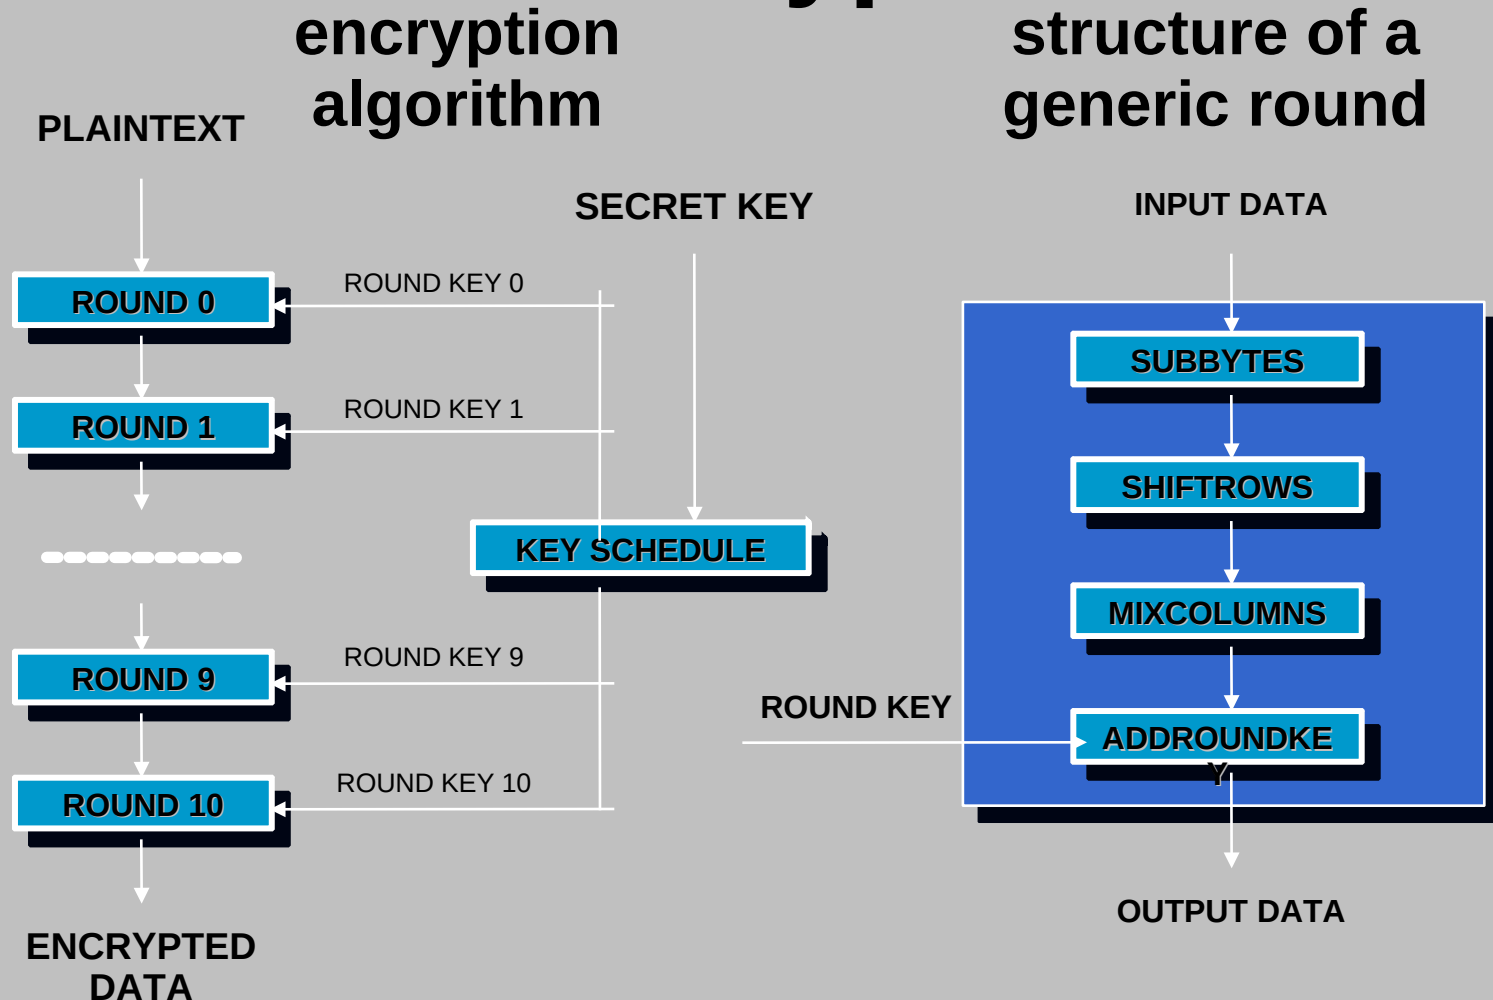 encryption
algorithm
structure of a
generic round
PLAINTEXT
SECRET KEY
INPUT DATA
ROUND KEY 0
ROUND 0
SUBBYTES
ROUND KEY 1
ROUND 1
SHIFTROWS
KEY SCHEDULE
MIXCOLUMNS
ROUND KEY 9
ROUND 9
ROUND KEY
ADDROUNDKE
Y
ROUND KEY 10
ROUND 10
OUTPUT DATA
ENCRYPTED
DATA